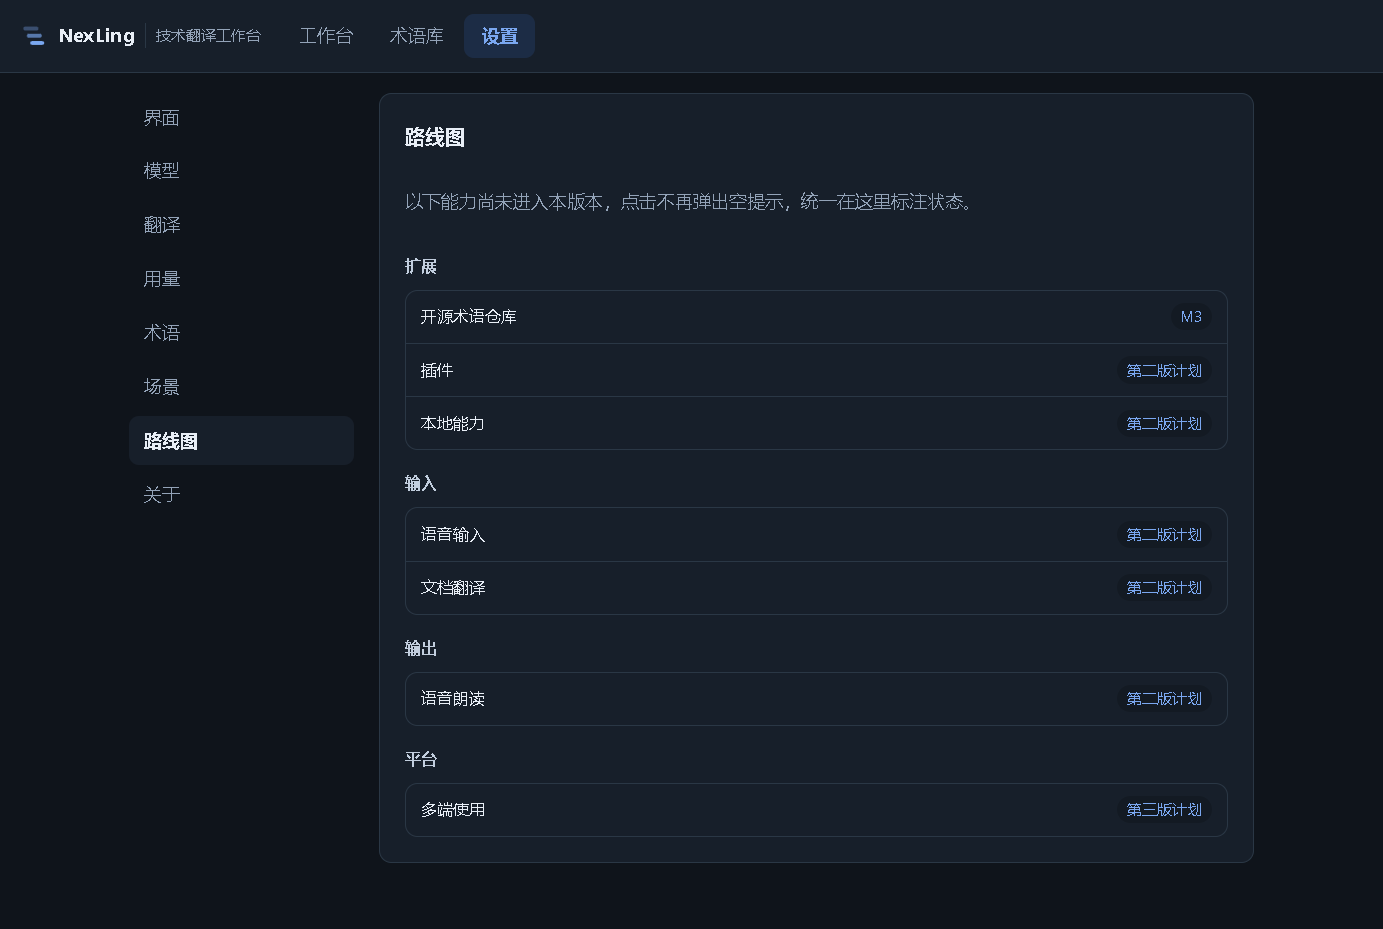 NexLing 技术翻译工作台 工作台 术语库 设置
界面
模型
翻译
用量
术语
场景
路线图
关于
路线图
以下能力尚未进入本版本，点击不再弹出空提示，统一在这里标注状态。
扩展
开源术语仓库 M3
插件 第二版计划
本地能力 第二版计划
输入
语音输入 第二版计划
文档翻译 第二版计划
输出
语音朗读 第二版计划
平台
多端使用 第三版计划